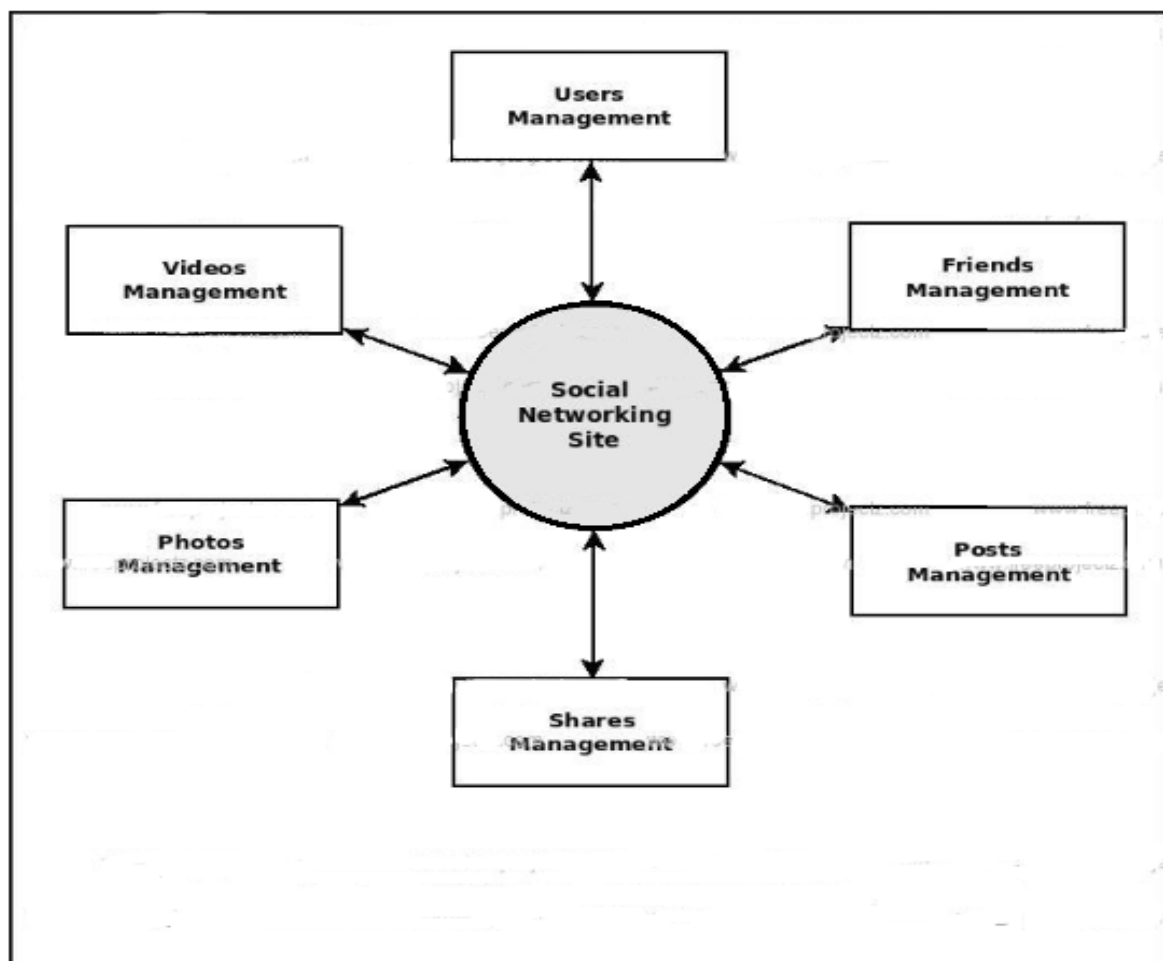 Users
Management
Videos
Management
Friends
Management
Social
Networking
Site
Photos
Management
Posts
Management
Shares
Management